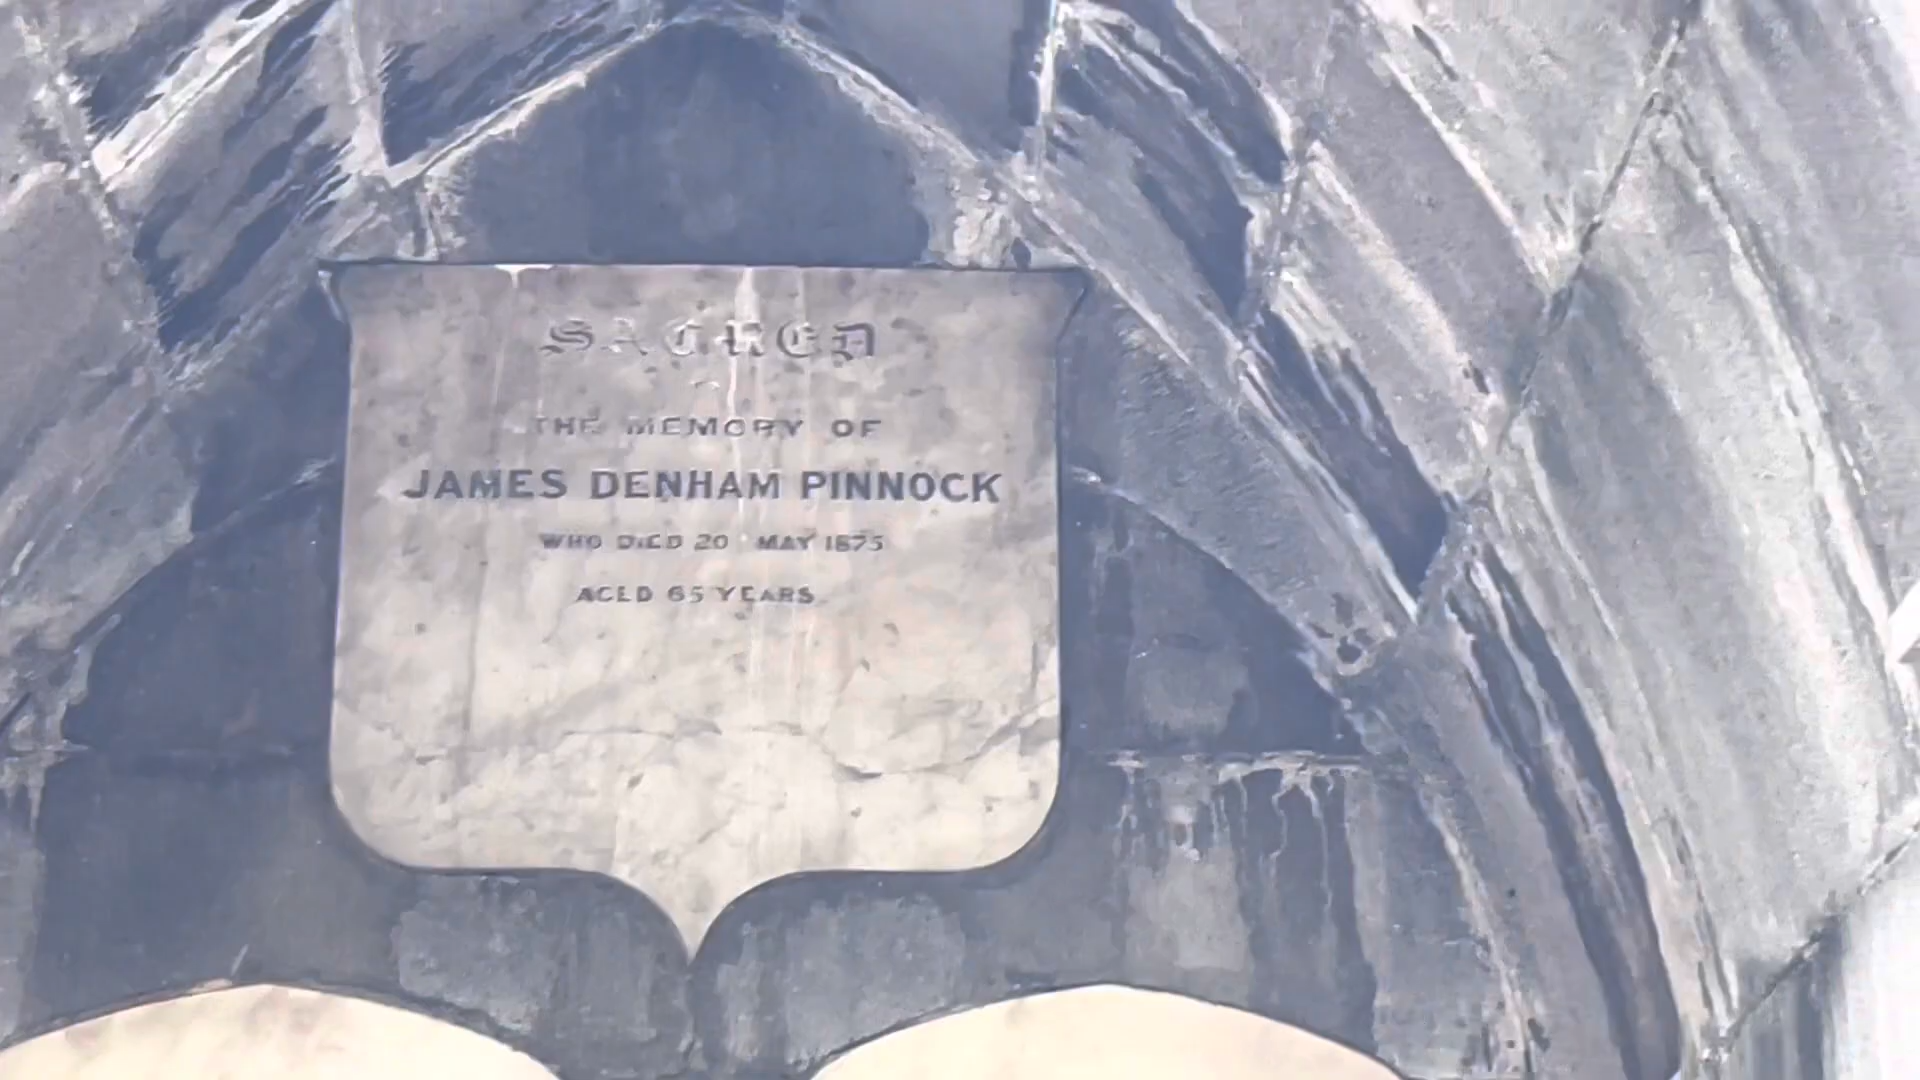 SACRED
THE MEMORY OF
JAMES DENHAM PINNOCK
WHO DIED 20 MAY 1875
AGED 65 YEARS